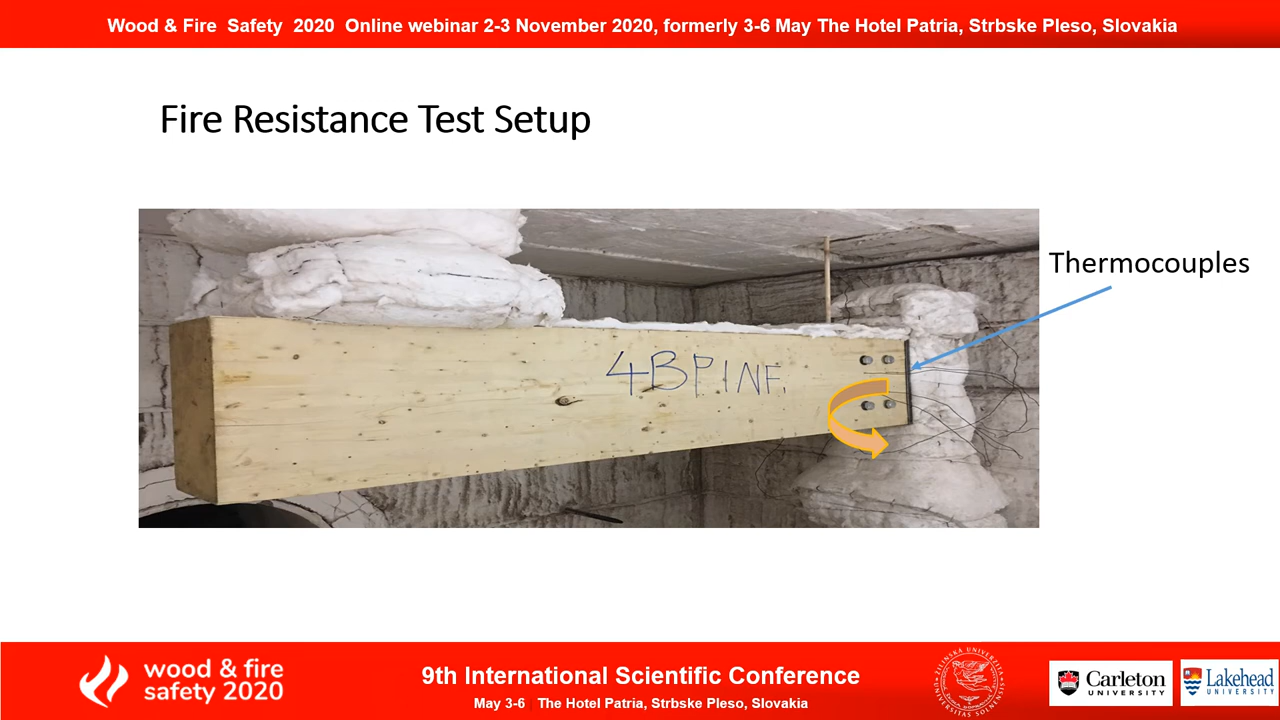 Wood & Fire Safety 2020 Online webinar 2-3 November 2020, formerly 3-6 May The Hotel Patria, Strbske Pleso, Slovakia
Fire Resistance Test Setup
Thermocouples
4BPINF.
wood & fire
safety 2020
9th International Scientific Conference
May 3-6 The Hotel Patria, Strbske Pleso, Slovakia
Carleton
UNIVERSITY
Lakehead
UNIVERSITY